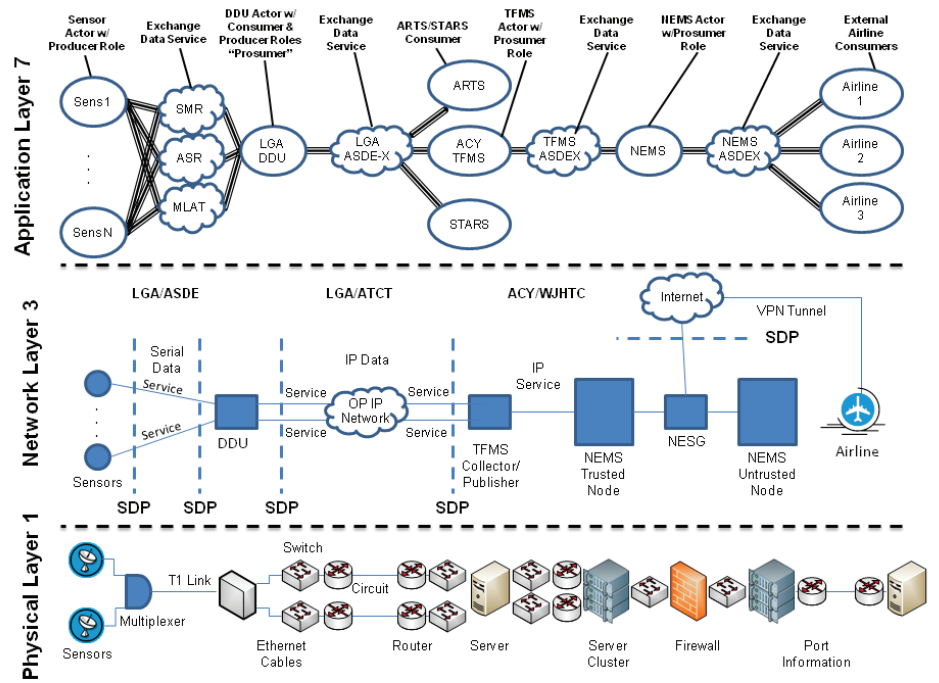 Application Layer 7
Sensor
Actor w/
Producer Role
Exchange
Data Service
DDU Actor w/
Consumer &
Producer Roles
“Prosumer”
Exchange
Data
Service
ARTS/STARS
Consumer
TFMS
Actor w/
Prosumer
Role
Exchange
Data
Service
NEMS Actor
w/Prosumer
Role
Exchange
Data
Service
External
Airline
Consumers
Sens1
.
.
.
SensN
SMR
ASR
MLAT
LGA
DDU
LGA
ASDE-X
ARTS
ACY
TFMS
STARS
TFMS
ASDEX
NEMS
NEMS
ASDEX
Airline
1
Airline
2
Airline
3
Network Layer 3
LGA/ASDE
LGA/ATCT
ACY/WJHTC
Internet
VPN Tunnel
SDP
Serial
Data
IP Data
IP
Service
Service
Service
Service
Service
Service
Service
OP IP
Network
Sensors
DDU
TFMS
Collector/
Publisher
NEMS
Trusted
Node
NESG
NEMS
Untrusted
Node
Airline
SDP
SDP
SDP
SDP
Physical Layer 1
Sensors
T1 Link
Multiplexer
Switch
Circuit
Ethernet
Cables
Router
Server
Server
Cluster
Firewall
Port
Information